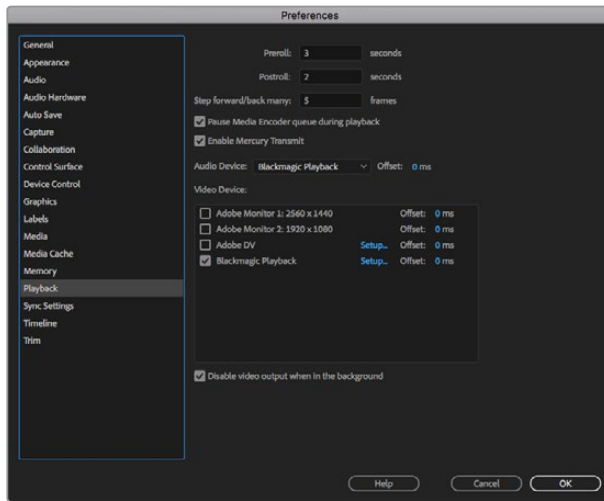 Preferences
General
Appearance
Audio
Audio Hardware
Auto Save
Capture
Collaboration
Control Surface
Device Control
Graphics
Labels
Media
Media Cache
Memory
Playback
Sync Settings
Timeline
Trim
Preroll: 3 seconds
Postroll: 2 seconds
Step forward/back many: 5 frames
Pause Media Encoder queue during playback
Enable Mercury Transmit
Audio Device: Blackmagic Playback Offset: 0 ms
Video Device:
Adobe Monitor 1: 2560 x 1440 Offset: 0 ms
Adobe Monitor 2: 1920 x 1080 Offset: 0 ms
Adobe DV Setup... Offset: 0 ms
Blackmagic Playback Setup... Offset: 0 ms
Disable video output when in the background
Help Cancel OK